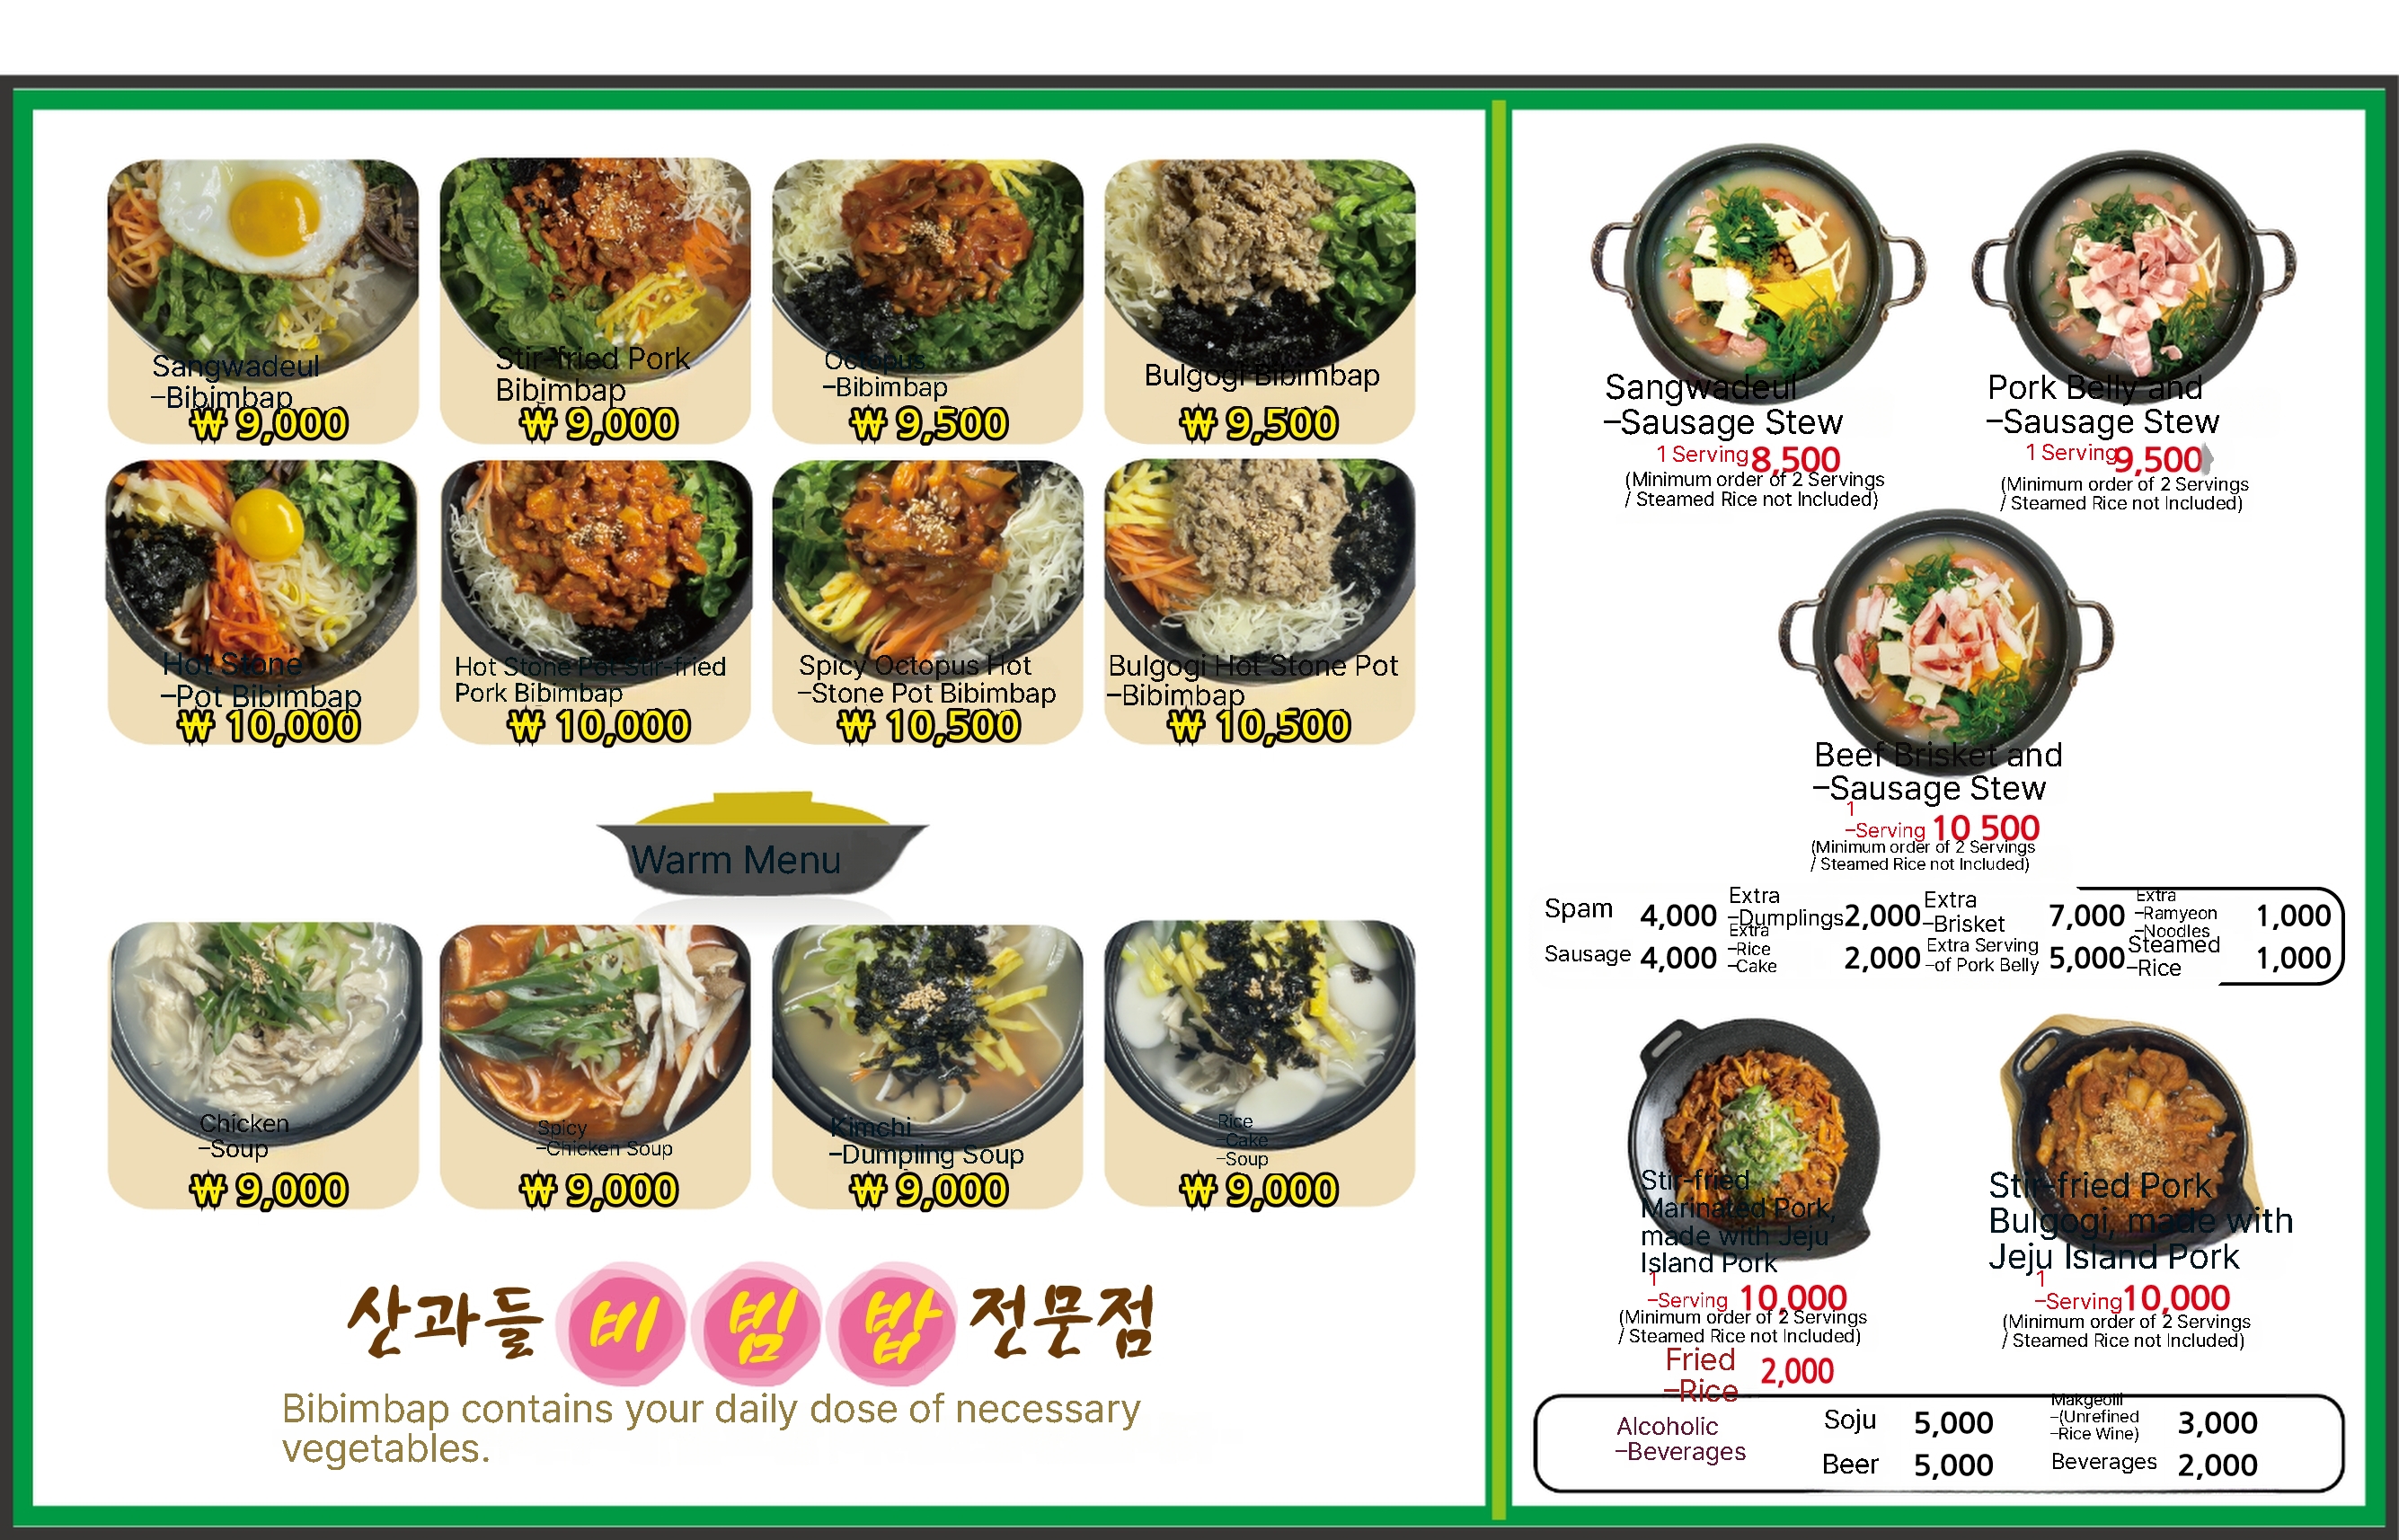 Sangwadeul
-Bibimbap
₩ 9,000
Stir-fried Pork
Bibimbap
₩ 9,000
Octopus
-Bibimbap
₩ 9,500
Bulgogi Bibimbap
₩ 9,500
Hot Stone
-Pot Bibimbap
₩ 10,000
Hot Stone Pot Stir-fried
Pork Bibimbap
₩ 10,000
Spicy Octopus Hot
-Stone Pot Bibimbap
₩ 10,500
Bulgogi Hot Stone Pot
-Bibimbap
₩ 10,500
Warm Menu
Chicken
-Soup
₩ 9,000
Spicy
-Chicken Soup
₩ 9,000
Kimchi
-Dumpling Soup
₩ 9,000
Rice
-Cake
-Soup
₩ 9,000
산과들 비빔밥 전문점
Bibimbap contains your daily dose of necessary
vegetables.
Sangwadeul
-Sausage Stew
1 Serving 8,500
(Minimum order of 2 Servings
/ Steamed Rice not Included)
Pork Belly and
-Sausage Stew
1 Serving 9,500
(Minimum order of 2 Servings
/ Steamed Rice not Included)
Beef Brisket and
-Sausage Stew
1
-Serving 10 500
(Minimum order of 2 Servings
/ Steamed Rice not Included)
Spam 4,000
Extra
-Dumplings 2,000
Extra
-Brisket 7,000
Extra
-Ramyeon
-Noodles 1,000
Sausage 4,000
Extra
-Rice
-Cake 2,000
Extra Serving
-of Pork Belly 5,000
Steamed
-Rice 1,000
Stir-fried
Marinated Pork,
made with Jeju
Island Pork
1
-Serving 10,000
(Minimum order of 2 Servings
/ Steamed Rice not Included)
Stir-fried Pork
Bulgogi, made with
Jeju Island Pork
1
-Serving 10,000
(Minimum order of 2 Servings
/ Steamed Rice not Included)
Fried
-Rice 2,000
Alcoholic
-Beverages
Soju 5,000
Makgeolli
-(Unrefined
-Rice Wine) 3,000
Beer 5,000
Beverages 2,000